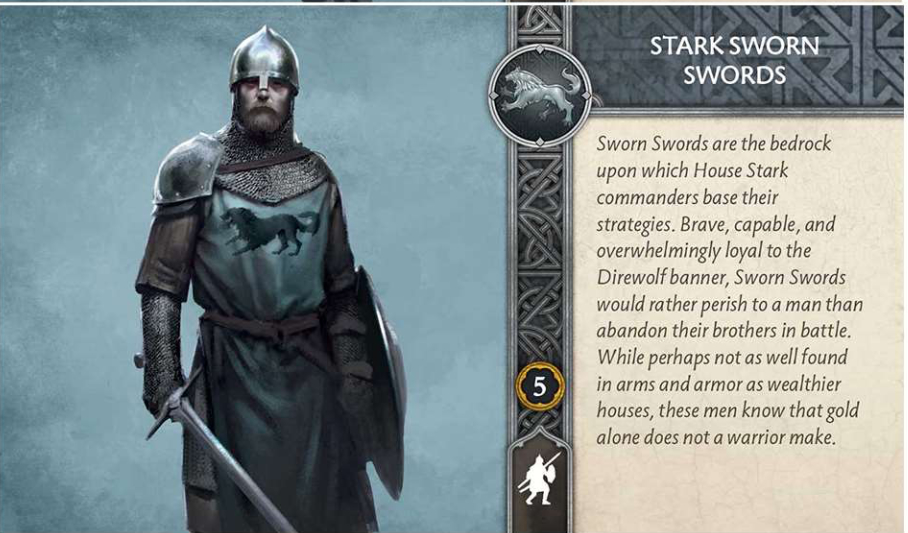 STARK SWORN
SWORDS
Sworn Swords are the bedrock
upon which House Stark
commanders base their
strategies. Brave, capable, and
overwhelmingly loyal to the
Direwolf banner, Sworn Swords
would rather perish to a man than
abandon their brothers in battle.
While perhaps not as well found
in arms and armor as wealthier
houses, these men know that gold
alone does not a warrior make.
5